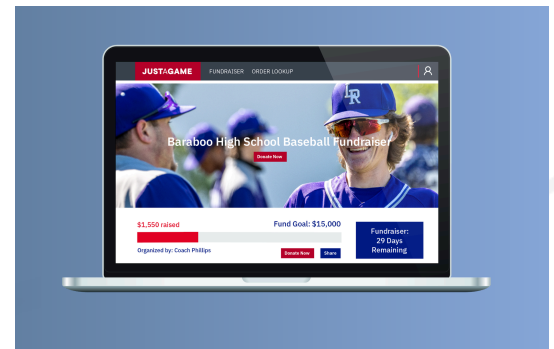 JUSTAGAME FUNDRAISER ORDER LOOKUP
LR
Baraboo High School Baseball Fundraiser
Donate Now
$1,550 raised
Fund Goal: $15,000
Organized by: Coach Phillips
Donate Now
Share
Fundraiser:
29 Days
Remaining